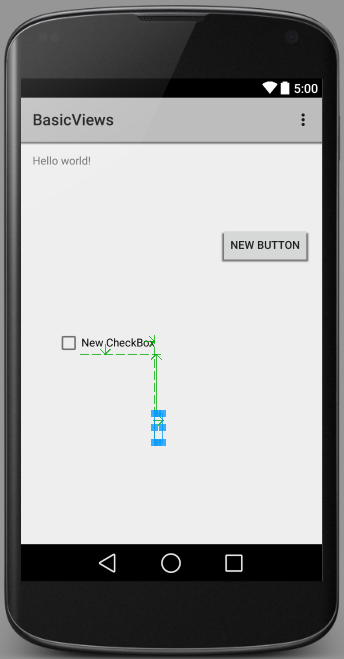 5:00
BasicViews
Hello world!
NEW BUTTON
New CheckBox